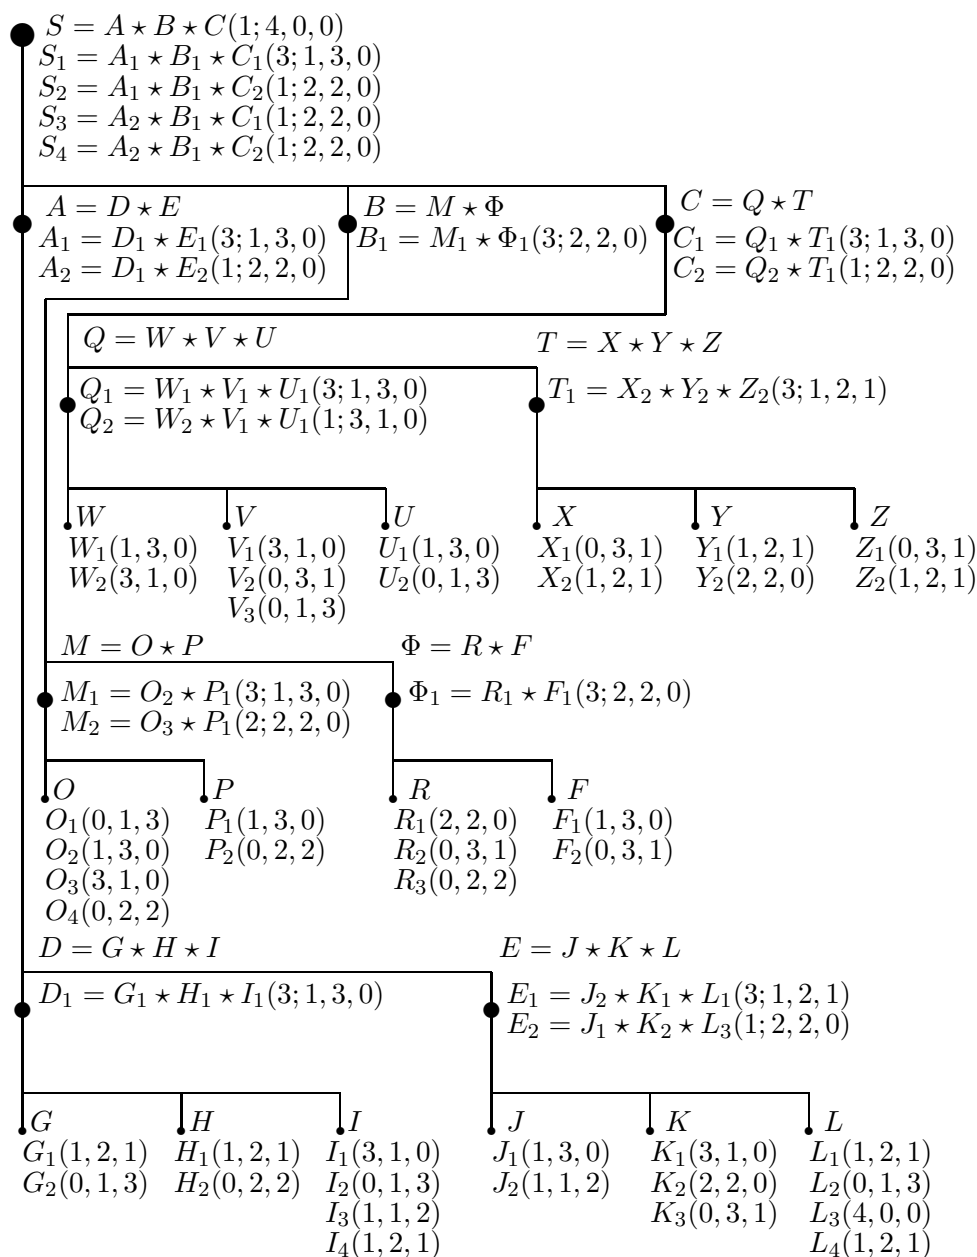 S = A ⋆ B ⋆ C(1; 4, 0, 0)
S₁ = A₁ ⋆ B₁ ⋆ C₁(3; 1, 3, 0)
S₂ = A₁ ⋆ B₁ ⋆ C₂(1; 2, 2, 0)
S₃ = A₂ ⋆ B₁ ⋆ C₁(1; 2, 2, 0)
S₄ = A₂ ⋆ B₁ ⋆ C₂(1; 2, 2, 0)
A = D ⋆ E
A₁ = D₁ ⋆ E₁(3; 1, 3, 0)
A₂ = D₁ ⋆ E₂(1; 2, 2, 0)
B = M ⋆ Φ
B₁ = M₁ ⋆ Φ₁(3; 2, 2, 0)
C = Q ⋆ T
C₁ = Q₁ ⋆ T₁(3; 1, 3, 0)
C₂ = Q₂ ⋆ T₁(1; 2, 2, 0)
Q = W ⋆ V ⋆ U
Q₁ = W₁ ⋆ V₁ ⋆ U₁(3; 1, 3, 0)
Q₂ = W₂ ⋆ V₁ ⋆ U₁(1; 3, 1, 0)
T = X ⋆ Y ⋆ Z
T₁ = X₂ ⋆ Y₂ ⋆ Z₂(3; 1, 2, 1)
W
W₁(1, 3, 0)
W₂(3, 1, 0)
V
V₁(3, 1, 0)
V₂(0, 3, 1)
V₃(0, 1, 3)
U
U₁(1, 3, 0)
U₂(0, 1, 3)
X
X₁(0, 3, 1)
X₂(1, 2, 1)
Y
Y₁(1, 2, 1)
Y₂(2, 2, 0)
Z
Z₁(0, 3, 1)
Z₂(1, 2, 1)
M = O ⋆ P
M₁ = O₂ ⋆ P₁(3; 1, 3, 0)
M₂ = O₃ ⋆ P₁(2; 2, 2, 0)
Φ = R ⋆ F
Φ₁ = R₁ ⋆ F₁(3; 2, 2, 0)
O
O₁(0, 1, 3)
O₂(1, 3, 0)
O₃(3, 1, 0)
O₄(0, 2, 2)
P
P₁(1, 3, 0)
P₂(0, 2, 2)
R
R₁(2, 2, 0)
R₂(0, 3, 1)
R₃(0, 2, 2)
F
F₁(1, 3, 0)
F₂(0, 3, 1)
D = G ⋆ H ⋆ I
D₁ = G₁ ⋆ H₁ ⋆ I₁(3; 1, 3, 0)
E = J ⋆ K ⋆ L
E₁ = J₂ ⋆ K₁ ⋆ L₁(3; 1, 2, 1)
E₂ = J₁ ⋆ K₂ ⋆ L₃(1; 2, 2, 0)
G
G₁(1, 2, 1)
G₂(0, 1, 3)
H
H₁(1, 2, 1)
H₂(0, 2, 2)
I
I₁(3, 1, 0)
I₂(0, 1, 3)
I₃(1, 1, 2)
I₄(1, 2, 1)
J
J₁(1, 3, 0)
J₂(1, 1, 2)
K
K₁(3, 1, 0)
K₂(2, 2, 0)
K₃(0, 3, 1)
L
L₁(1, 2, 1)
L₂(0, 1, 3)
L₃(4, 0, 0)
L₄(1, 2, 1)